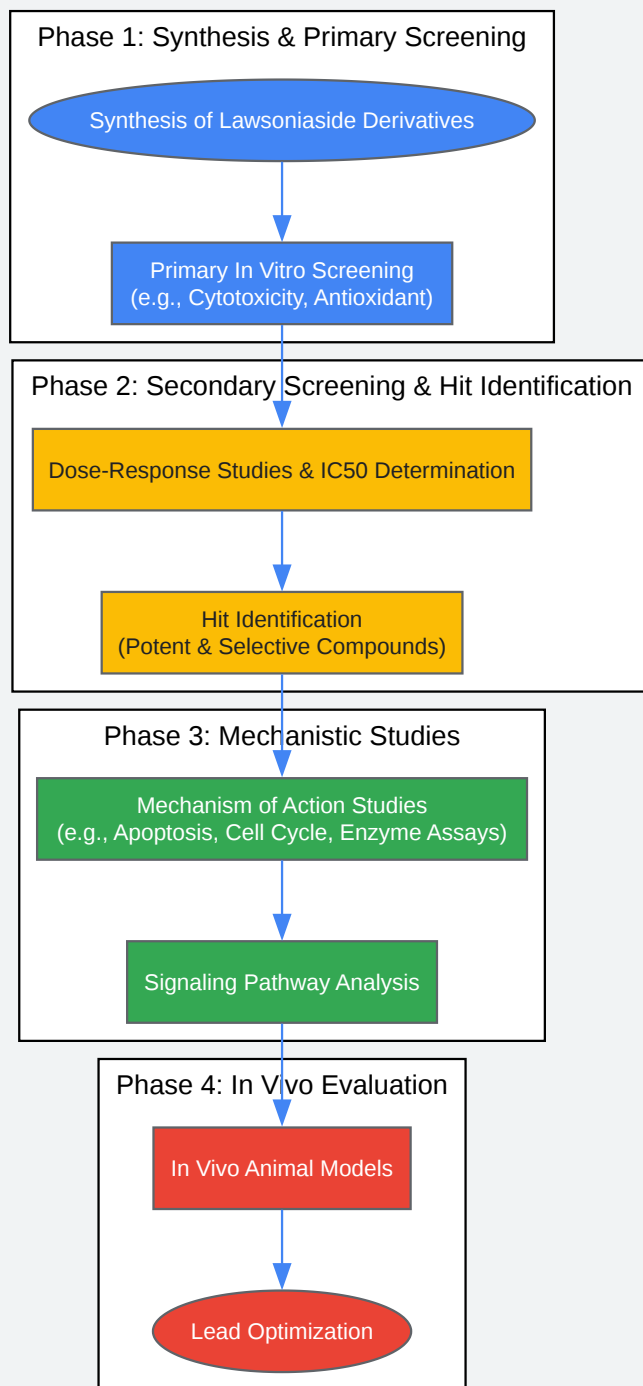 Phase 1: Synthesis & Primary Screening
Synthesis of Lawsoniaside Derivatives
Primary In Vitro Screening
(e.g., Cytotoxicity, Antioxidant)
Phase 2: Secondary Screening & Hit Identification
Dose-Response Studies & IC50 Determination
Hit Identification
(Potent & Selective Compounds)
Phase 3: Mechanistic Studies
Mechanism of Action Studies
(e.g., Apoptosis, Cell Cycle, Enzyme Assays)
Signaling Pathway Analysis
Phase 4: In Vivo Evaluation
In Vivo Animal Models
Lead Optimization